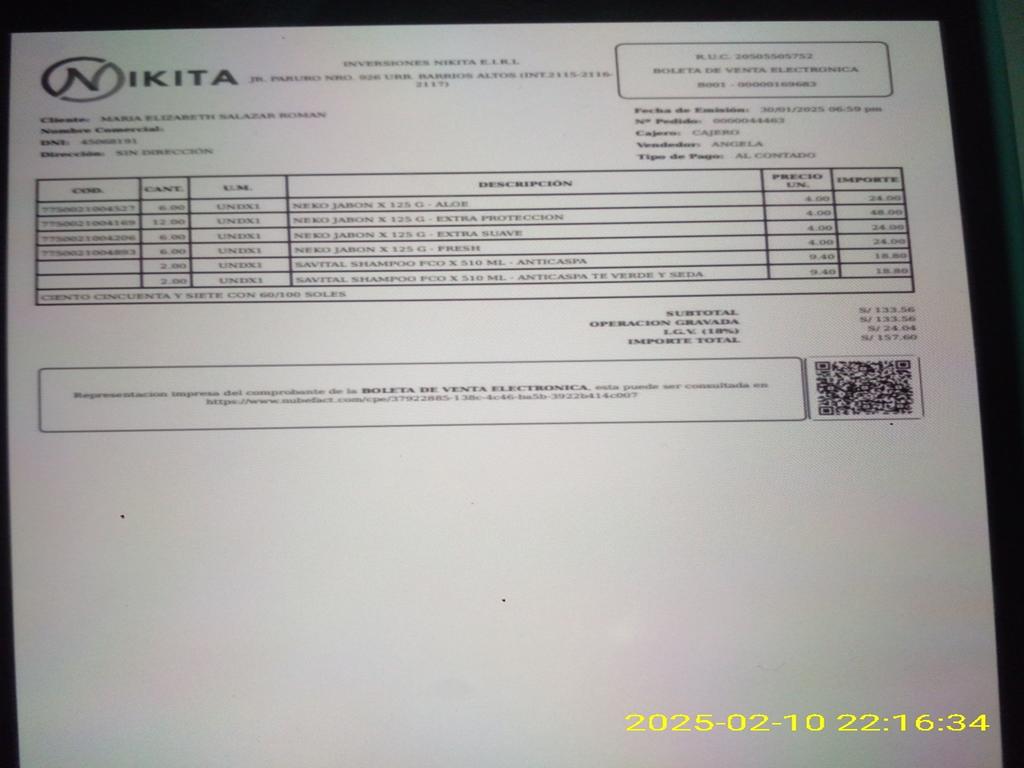 NIKITA
INVERSIONES NIKITA E.I.R.L
JR. PARURO NRO. 926 URB. BARRIOS ALTOS (INT.2115-2116-
2117)
R.U.C. 20505505752
BOLETA DE VENTA ELECTRONICA
B001 - 00000169683
Cliente: MARIA ELIZABETH SALAZAR ROMAN
Nombre Comercial:
DNI: 45068191
Dirección: SIN DIRECCIÓN
Fecha de Emisión: 30/01/2025 06:59 pm
Nº Pedido: 0000044463
Cajero: CAJERO
Vendedor: ANGELA
Tipo de Pago: AL CONTADO
COD. CANT. U.M. DESCRIPCIÓN PRECIO UN. IMPORTE
7750021004527 6.00 UNDX1 NEKO JABON X 125 G - ALOE 4.00 24.00
7750021004169 12.00 UNDX1 NEKO JABON X 125 G - EXTRA PROTECCION 4.00 48.00
7750021004206 6.00 UNDX1 NEKO JABON X 125 G - EXTRA SUAVE 4.00 24.00
7750021004893 6.00 UNDX1 NEKO JABON X 125 G - FRESH 4.00 24.00
2.00 UNDX1 SAVITAL SHAMPOO FCO X 510 ML - ANTICASPA 9.40 18.80
2.00 UNDX1 SAVITAL SHAMPOO FCO X 510 ML - ANTICASPA TE VERDE Y SEDA 9.40 18.80
CIENTO CINCUENTA Y SIETE CON 60/100 SOLES
SUBTOTAL S/ 133.56
OPERACION GRAVADA S/ 133.56
I.G.V. (18%) S/ 24.04
IMPORTE TOTAL S/ 157.60
Representacion impresa del comprobante de la BOLETA DE VENTA ELECTRONICA, esta puede ser consultada en
https://www.nubefact.com/cpe/37922885-138c-4c46-ba5b-3922b414c007
2025-02-10 22:16:34